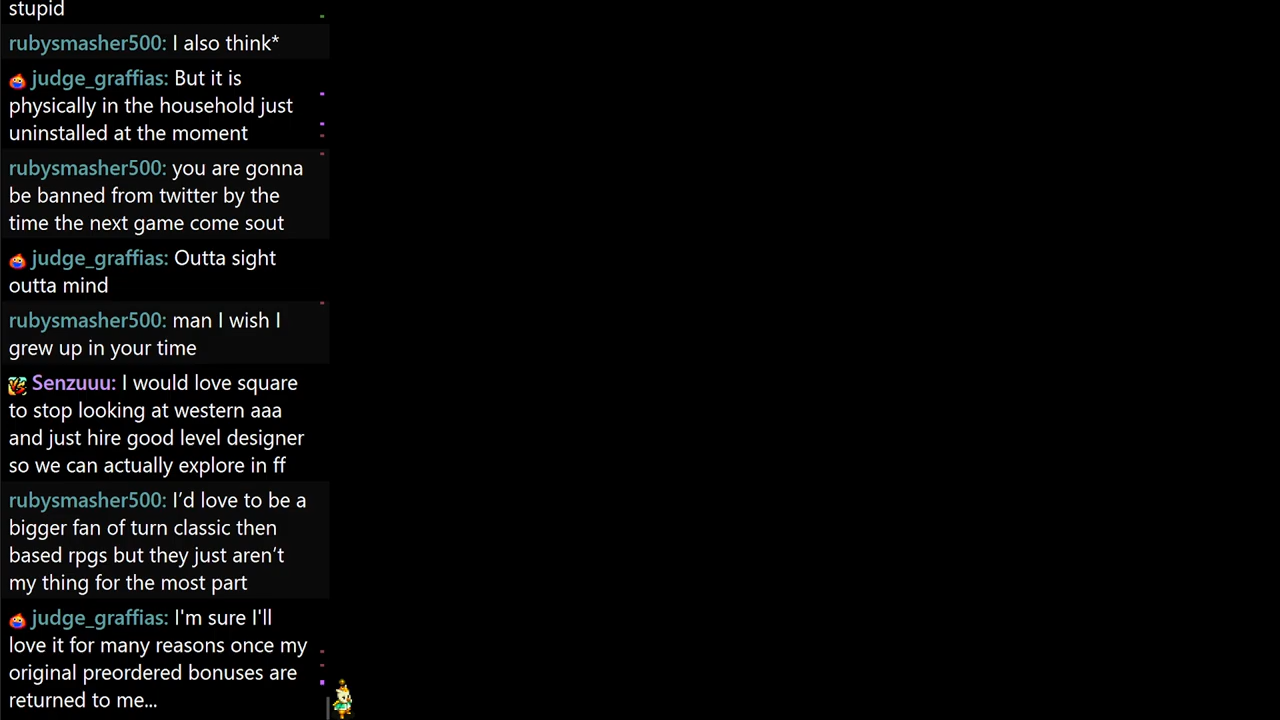 stupid
rubysmasher500: I also think*
judge_graffias: But it is
physically in the household just
uninstalled at the moment
rubysmasher500: you are gonna
be banned from twitter by the
time the next game come sout
judge_graffias: Outta sight
outta mind
rubysmasher500: man I wish I
grew up in your time
Senzuuu: I would love square
to stop looking at western aaa
and just hire good level designer
so we can actually explore in ff
rubysmasher500: I’d love to be a
bigger fan of turn classic then
based rpgs but they just aren’t
my thing for the most part
judge_graffias: I'm sure I'll
love it for many reasons once my
original preordered bonuses are
returned to me...